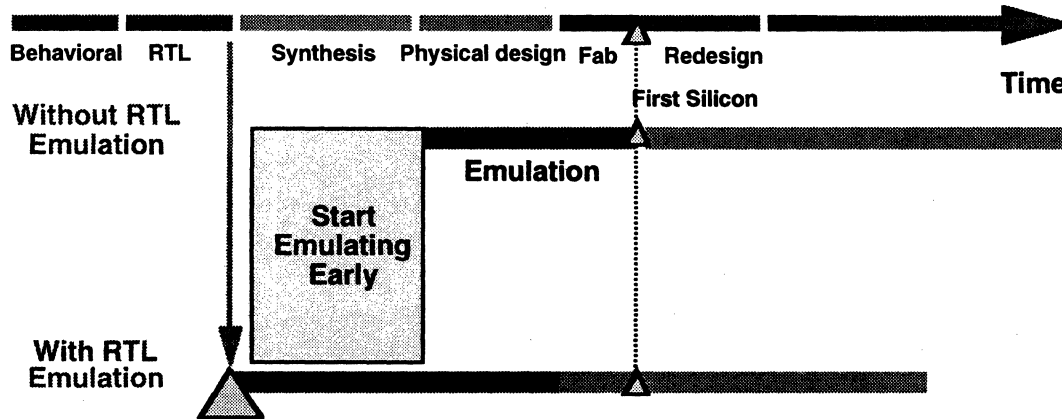 Behavioral RTL Synthesis Physical design Fab Redesign
Time
First Silicon
Without RTL
Emulation
Emulation
Start
Emulating
Early
With RTL
Emulation